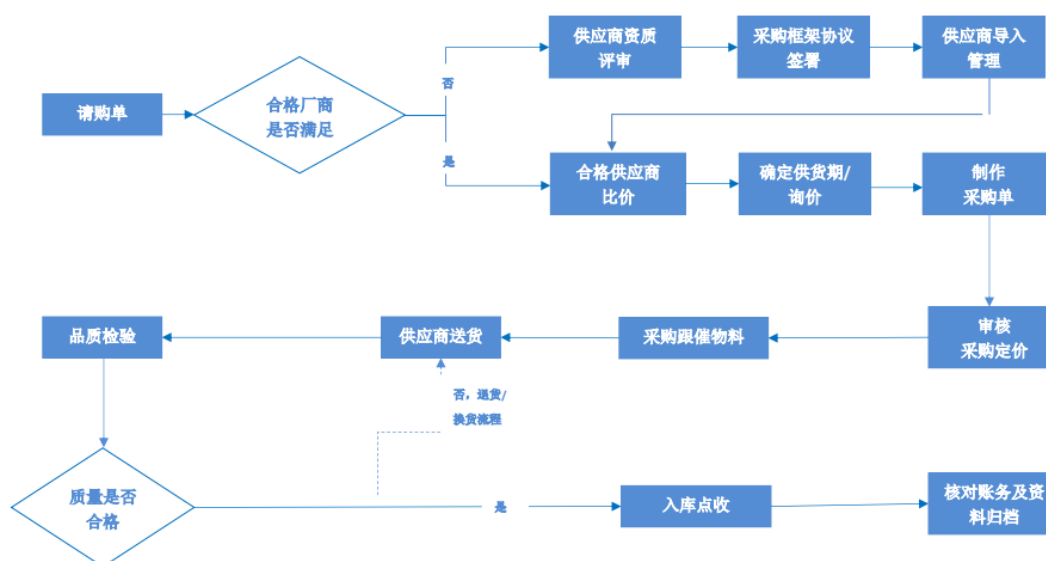 供应商资质
评审
采购框架协议
签署
供应商导入
管理
否
请购单
合格厂商
是否满足
是
合格供应商
比价
确定供货期/
询价
制作
采购单
品质检验
供应商送货
采购跟催物料
审核
采购定价
否，退货/
换货流程
质量是否
合格
是
入库点收
核对账务及资
料归档